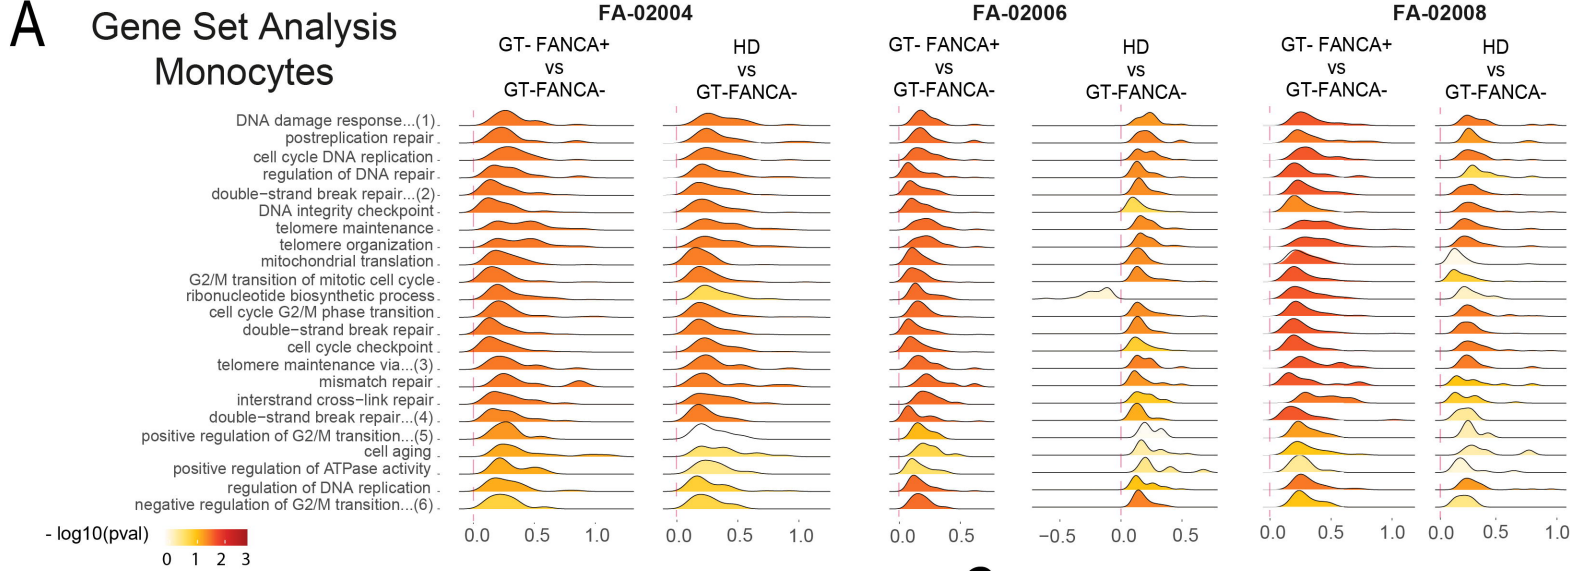 A
Gene Set Analysis
Monocytes
FA-02004
FA-02006
FA-02008
GT- FANCA+
vs
GT-FANCA-
HD
vs
GT-FANCA-
GT- FANCA+
vs
GT-FANCA-
HD
vs
GT-FANCA-
GT- FANCA+
vs
GT-FANCA-
HD
vs
GT-FANCA-
DNA damage response...(1)
postreplication repair
cell cycle DNA replication
regulation of DNA repair
double−strand break repair...(2)
DNA integrity checkpoint
telomere maintenance
telomere organization
mitochondrial translation
G2/M transition of mitotic cell cycle
ribonucleotide biosynthetic process
cell cycle G2/M phase transition
double−strand break repair
cell cycle checkpoint
telomere maintenance via...(3)
mismatch repair
interstrand cross−link repair
double−strand break repair...(4)
positive regulation of G2/M transition...(5)
cell aging
positive regulation of ATPase activity
regulation of DNA replication
negative regulation of G2/M transition...(6)
0.0 0.5 1.0
0.0 0.5 1.0
0.0 0.5
−0.5 0.0 0.5
0.0 0.5 1.0
0.0 0.5 1.0
- log10(pval)
0 1 2 3